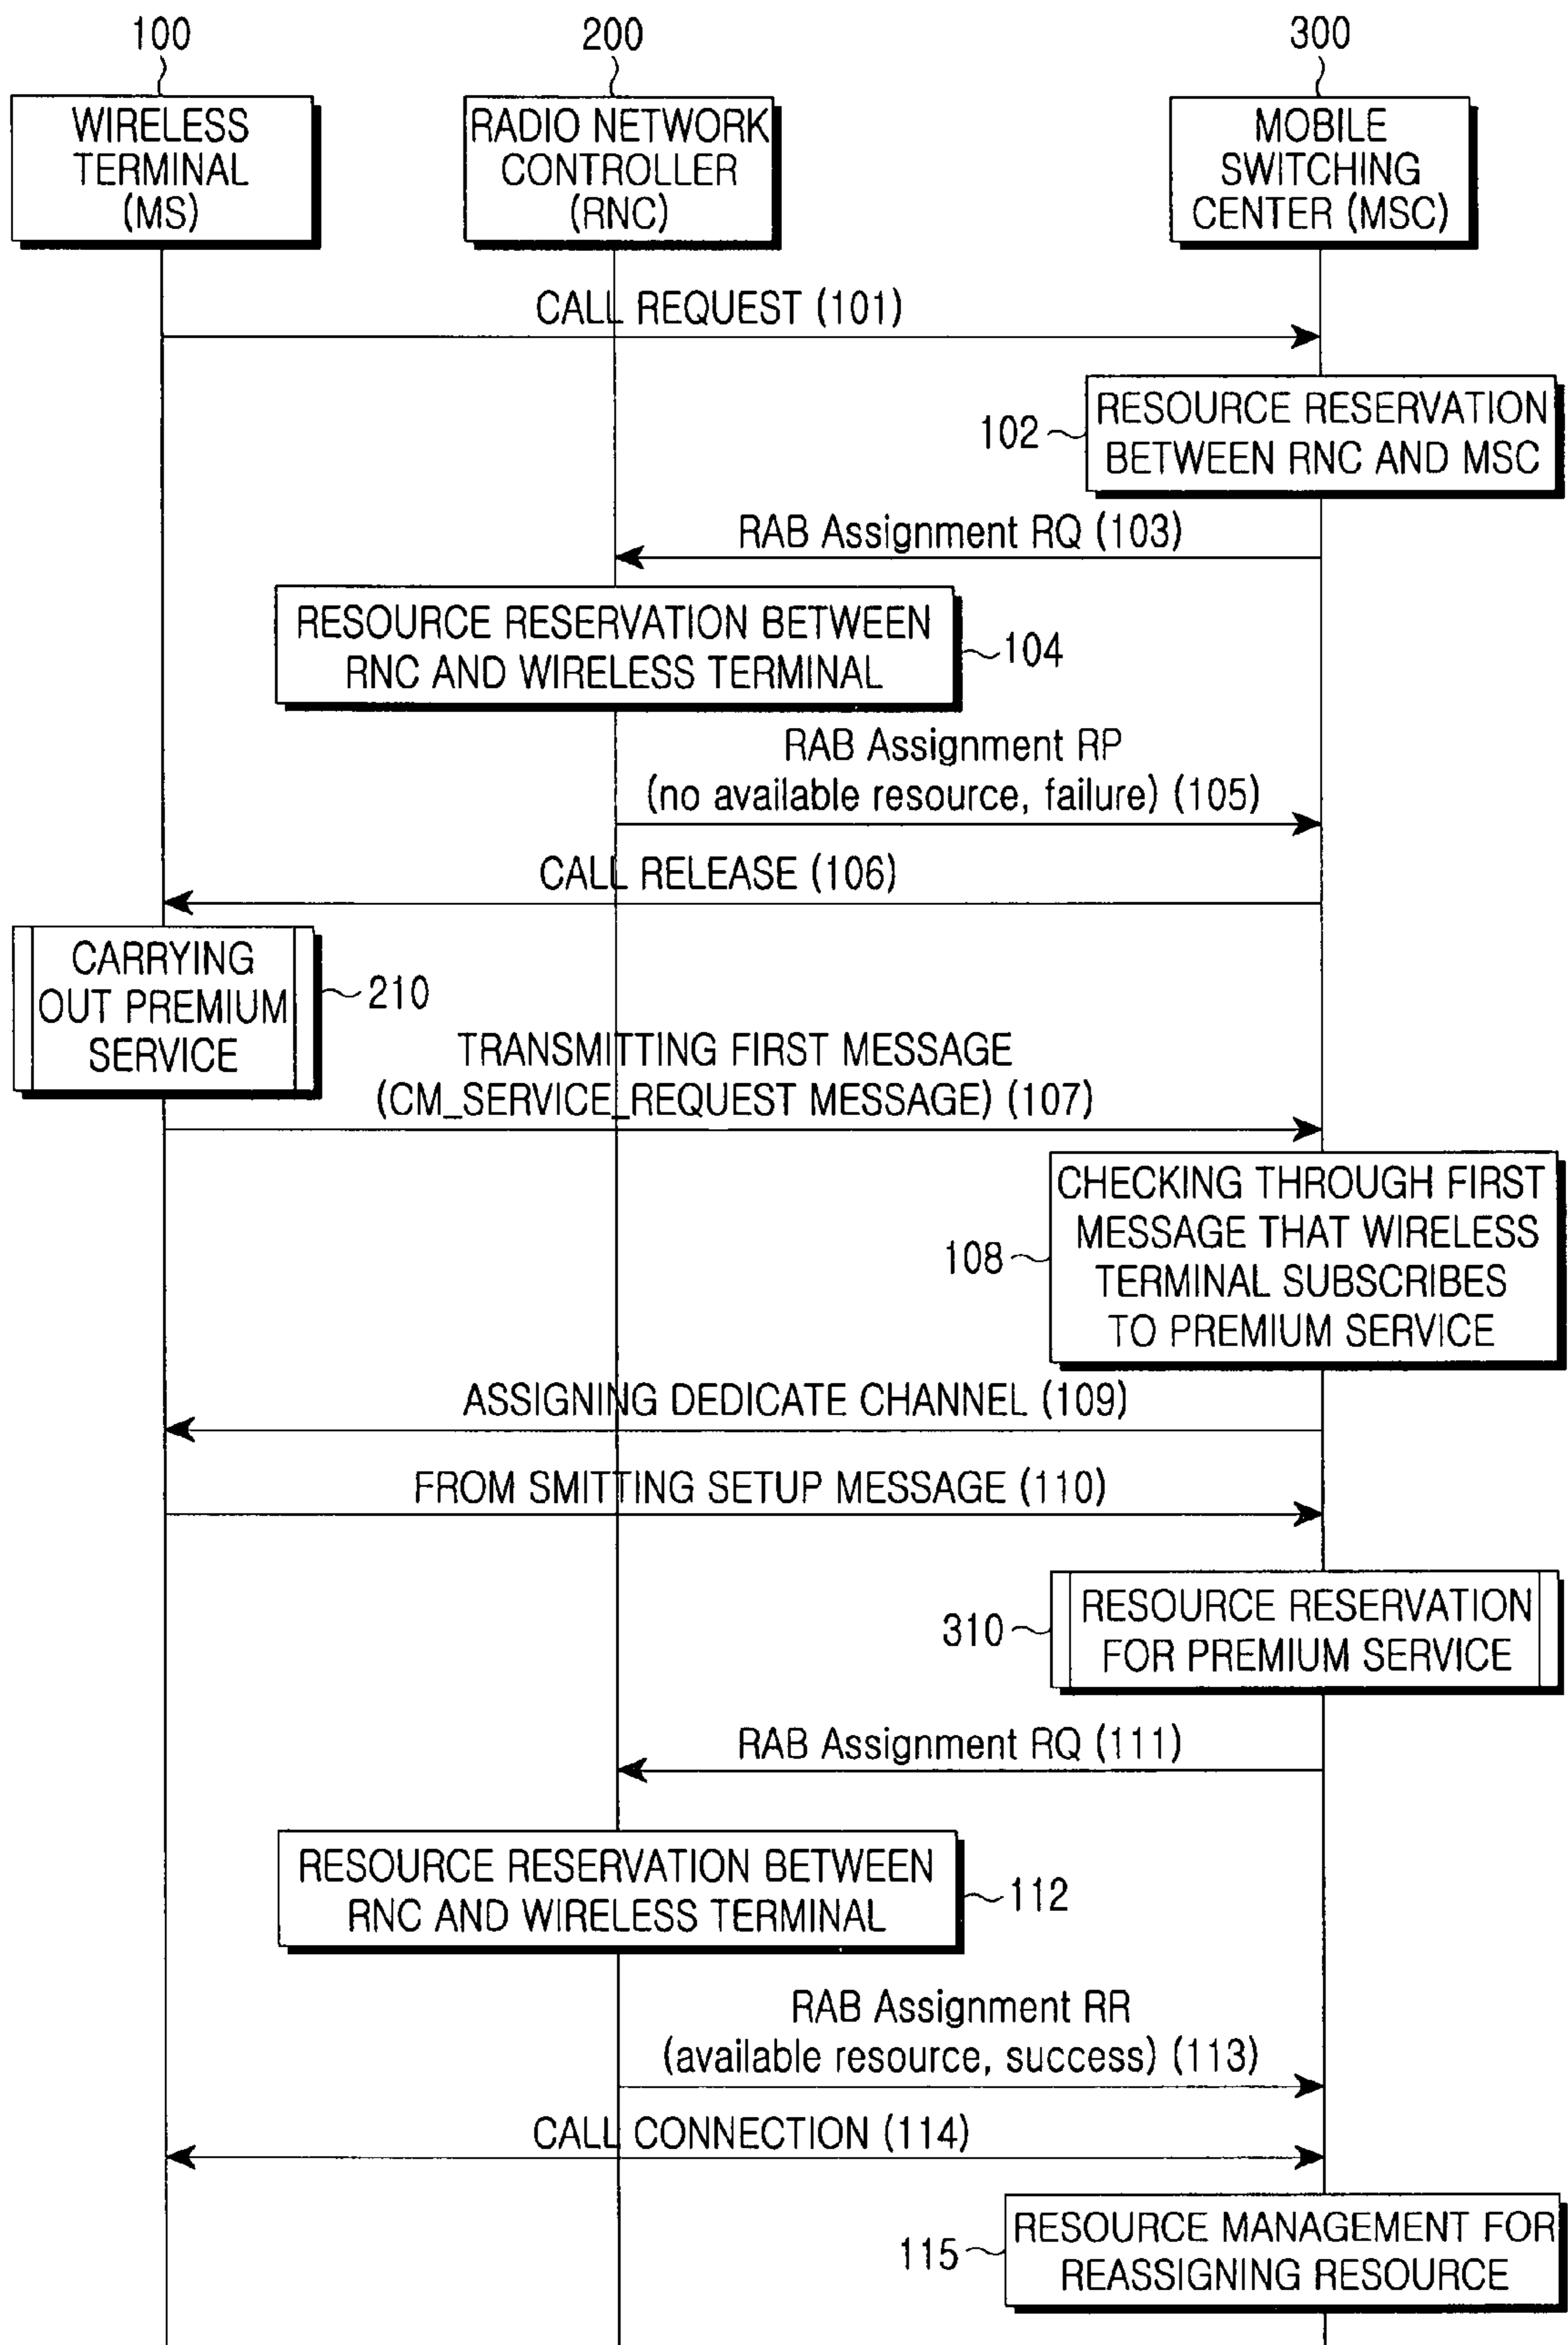 100
200
300
WIRELESS
TERMINAL
(MS)
RADIO NETWORK
CONTROLLER
(RNC)
MOBILE
SWITCHING
CENTER (MSC)
CALL REQUEST (101)
RESOURCE RESERVATION
BETWEEN RNC AND MSC
102
RAB Assignment RQ (103)
RESOURCE RESERVATION BETWEEN
RNC AND WIRELESS TERMINAL
104
RAB Assignment RP
(no available resource, failure) (105)
CALL RELEASE (106)
CARRYING
OUT PREMIUM
SERVICE
210
TRANSMITTING FIRST MESSAGE
(CM_SERVICE_REQUEST MESSAGE) (107)
CHECKING THROUGH FIRST
MESSAGE THAT WIRELESS
TERMINAL SUBSCRIBES
TO PREMIUM SERVICE
108
ASSIGNING DEDICATE CHANNEL (109)
FROM SMITTING SETUP MESSAGE (110)
RESOURCE RESERVATION
FOR PREMIUM SERVICE
310
RAB Assignment RQ (111)
RESOURCE RESERVATION BETWEEN
RNC AND WIRELESS TERMINAL
112
RAB Assignment RR
(available resource, success) (113)
CALL CONNECTION (114)
RESOURCE MANAGEMENT FOR
REASSIGNING RESOURCE
115